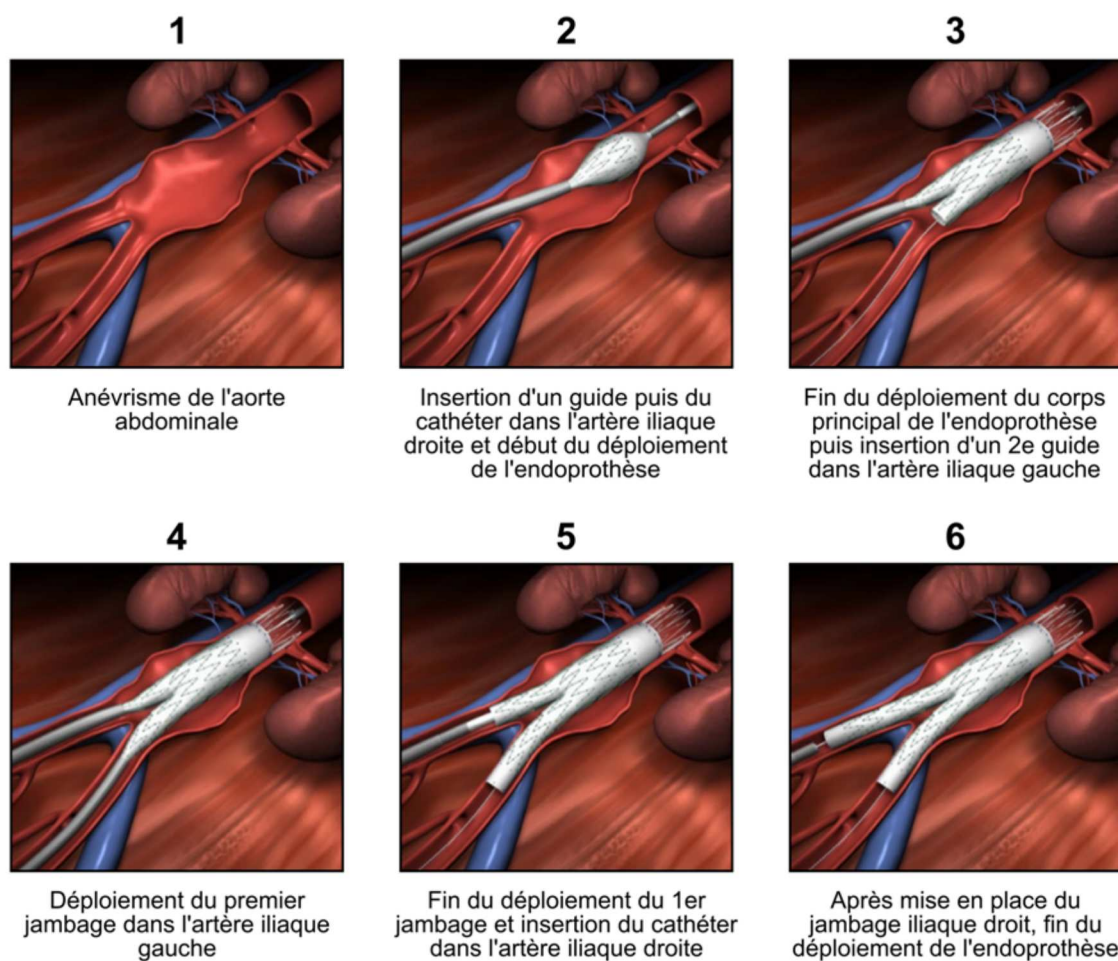 1
2
3
Anévrisme de l'aorte
abdominale
Insertion d'un guide puis du
cathéter dans l'artère iliaque
droite et début du déploiement
de l'endoprothèse
Fin du déploiement du corps
principal de l'endoprothèse
puis insertion d'un 2e guide
dans l'artère iliaque gauche
4
5
6
Déploiement du premier
jambage dans l'artère iliaque
gauche
Fin du déploiement du 1er
jambage et insertion du cathéter
dans l'artère iliaque droite
Après mise en place du
jambage iliaque droit, fin du
déploiement de l'endoprothèse